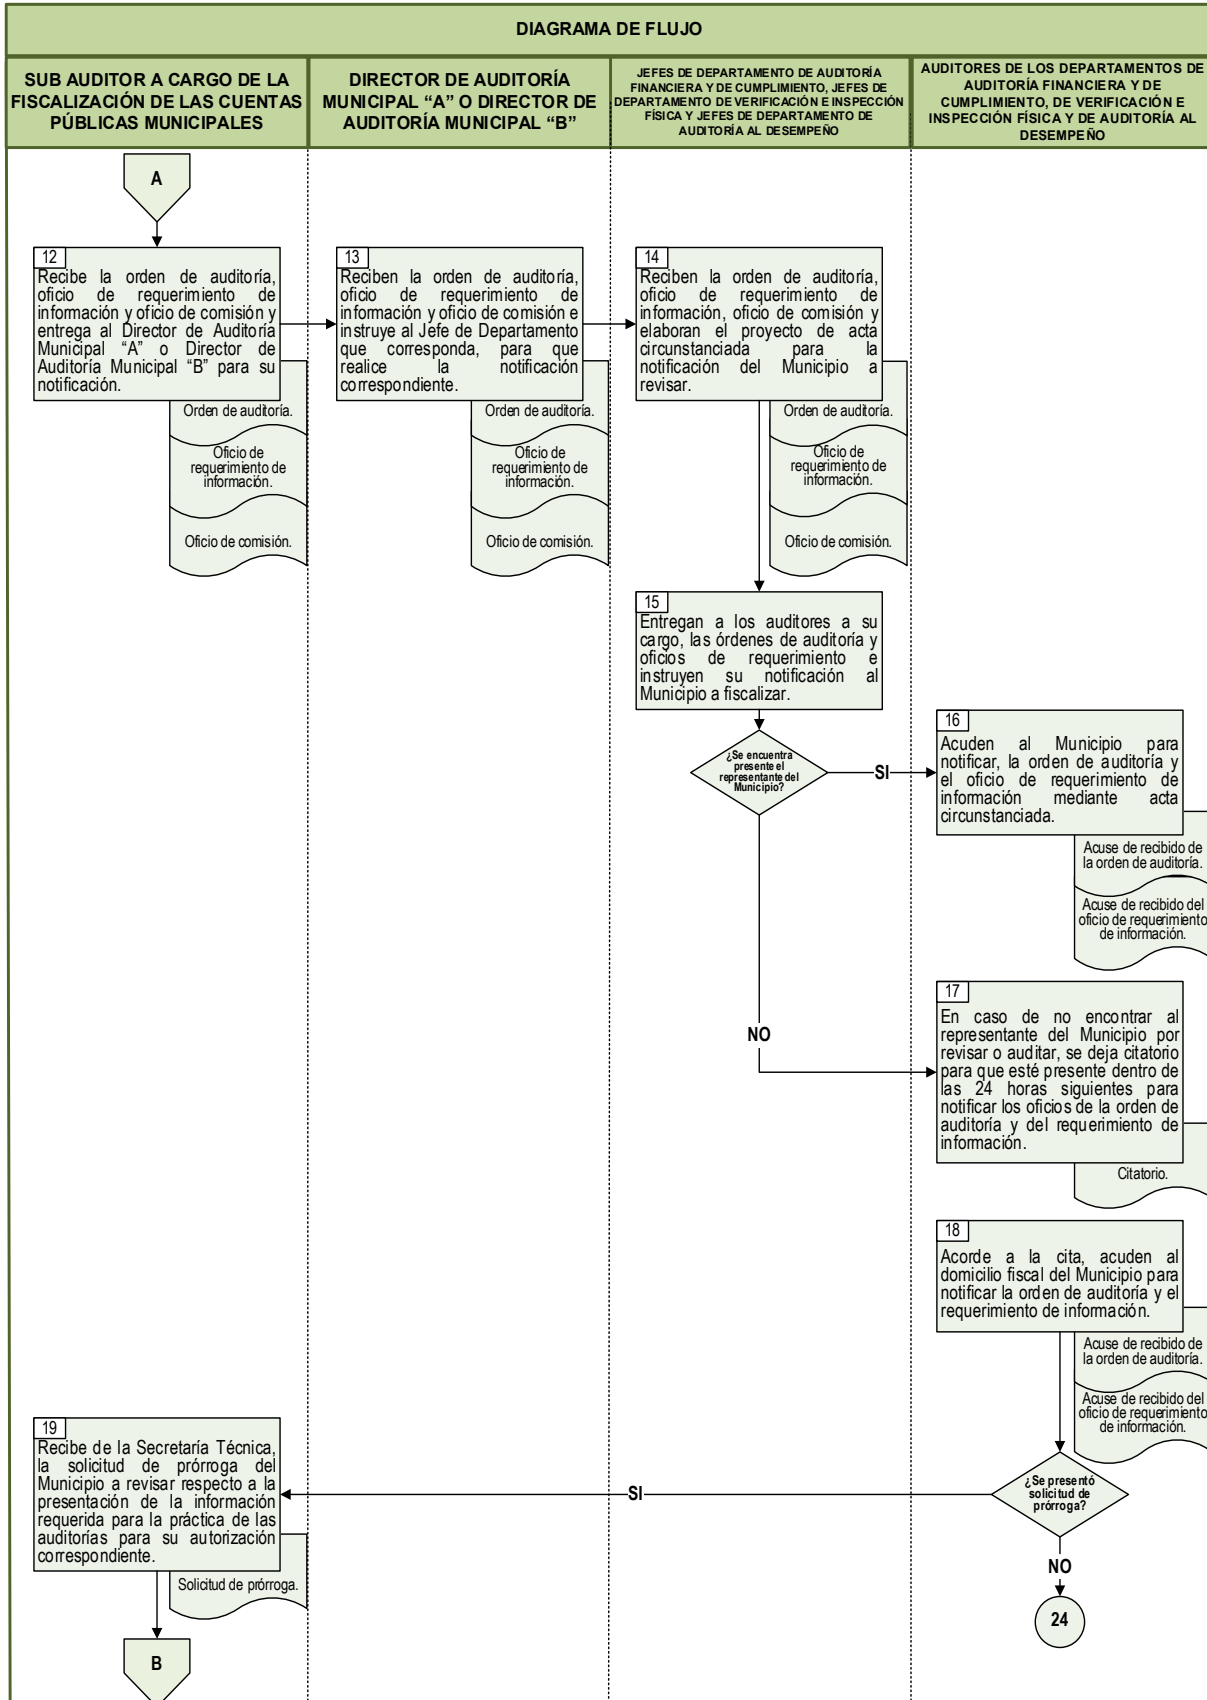 DIAGRAMA DE FLUJO
SUB AUDITOR A CARGO DE LA
FISCALIZACIÓN DE LAS CUENTAS
PÚBLICAS MUNICIPALES
DIRECTOR DE AUDITORÍA
MUNICIPAL “A” O DIRECTOR DE
AUDITORÍA MUNICIPAL “B”
JEFES DE DEPARTAMENTO DE AUDITORÍA
FINANCIERA Y DE CUMPLIMIENTO, JEFES DE
DEPARTAMENTO DE VERIFICACIÓN E INSPECCIÓN
FÍSICA Y JEFES DE DEPARTAMENTO DE
AUDITORÍA AL DESEMPEÑO
AUDITORES DE LOS DEPARTAMENTOS DE
AUDITORÍA FINANCIERA Y DE
CUMPLIMIENTO, DE VERIFICACIÓN E
INSPECCIÓN FÍSICA Y DE AUDITORÍA AL
DESEMPEÑO
A
12
Recibe la orden de auditoría,
oficio de requerimiento de
información y oficio de comisión y
entrega al Director de Auditoría
Municipal “A” o Director de
Auditoría Municipal “B” para su
notificación.
Orden de auditoría.
Oficio de
requerimiento de
información.
Oficio de comisión.
13
Reciben la orden de auditoría,
oficio de requerimiento de
información y oficio de comisión e
instruye al Jefe de Departamento
que corresponda, para que
realice la notificación
correspondiente.
Orden de auditoría.
Oficio de
requerimiento de
información.
Oficio de comisión.
14
Reciben la orden de auditoría,
oficio de requerimiento de
información, oficio de comisión y
elaboran el proyecto de acta
circunstanciada para la
notificación del Municipio a
revisar.
Orden de auditoría.
Oficio de
requerimiento de
información.
Oficio de comisión.
15
Entregan a los auditores a su
cargo, las órdenes de auditoría y
oficios de requerimiento e
instruyen su notificación al
Municipio a fiscalizar.
¿Se encuentra
presente el
representante del
Municipio?
SI
16
Acuden al Municipio para
notificar, la orden de auditoría y
el oficio de requerimiento de
información mediante acta
circunstanciada.
Acuse de recibido de
la orden de auditoría.
Acuse de recibido del
oficio de requerimiento
de información.
NO
17
En caso de no encontrar al
representante del Municipio por
revisar o auditar, se deja citatorio
para que esté presente dentro de
las 24 horas siguientes para
notificar los oficios de la orden de
auditoría y del requerimiento de
información.
Citatorio.
18
Acorde a la cita, acuden al
domicilio fiscal del Municipio para
notificar la orden de auditoría y el
requerimiento de información.
Acuse de recibido de
la orden de auditoría.
Acuse de recibido del
oficio de requerimiento
de información.
¿Se presentó
solicitud de
prórroga?
SI
19
Recibe de la Secretaría Técnica,
la solicitud de prórroga del
Municipio a revisar respecto a la
presentación de la información
requerida para la práctica de las
auditorías para su autorización
correspondiente.
Solicitud de prórroga.
NO
24
B